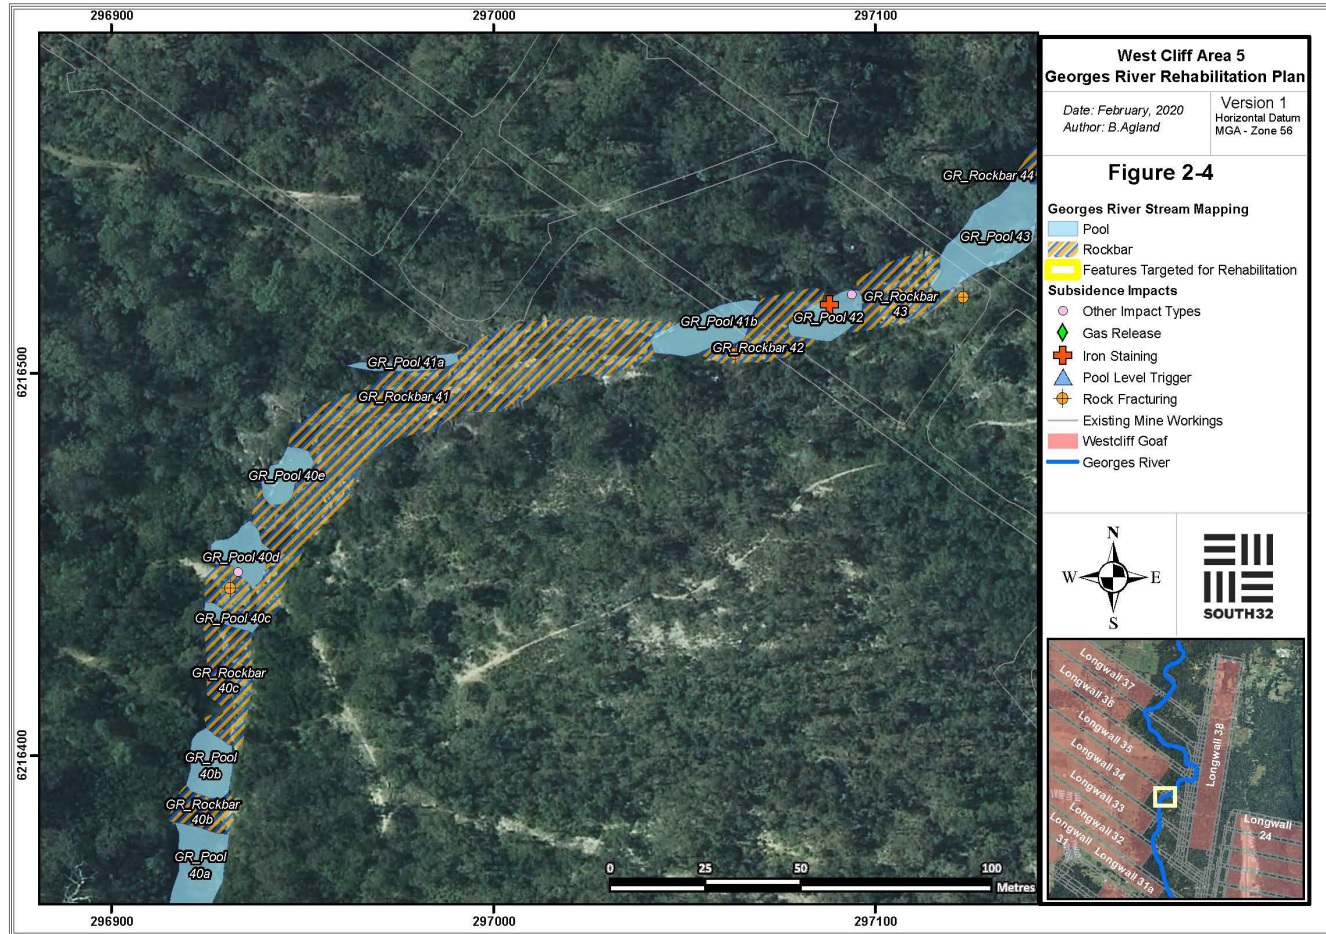 296900
297000
297100
6216500
6216400
GR_Rockbar 44
GR_Pool 43
GR_Rockbar
43
GR_Pool 42
GR_Pool 41b
GR_Rockbar 42
GR_Pool 41a
GR_Rockbar 41
GR_Pool 40e
GR_Pool 40d
GR_Pool 40c
GR_Rockbar
40c
GR_Pool
40b
GR_Rockbar
40b
GR_Pool
40a
0
25
50
100
Metres
296900
297000
297100
West Cliff Area 5
Georges River Rehabilitation Plan
Date: February, 2020
Author: B.Agland
Version 1
Horizontal Datum
MGA - Zone 56
Figure 2-4
Georges River Stream Mapping
Pool
Rockbar
Features Targeted for Rehabilitation
Subsidence Impacts
Other Impact Types
Gas Release
Iron Staining
Pool Level Trigger
Rock Fracturing
Existing Mine Workings
Westcliff Goaf
Georges River
N
W
E
S
SOUTH32
Longwall 37
Longwall 36
Longwall 35
Longwall 34
Longwall 33
Longwall 32
Longwall
31
Longwall 31a
Longwall 38
Longwall
24